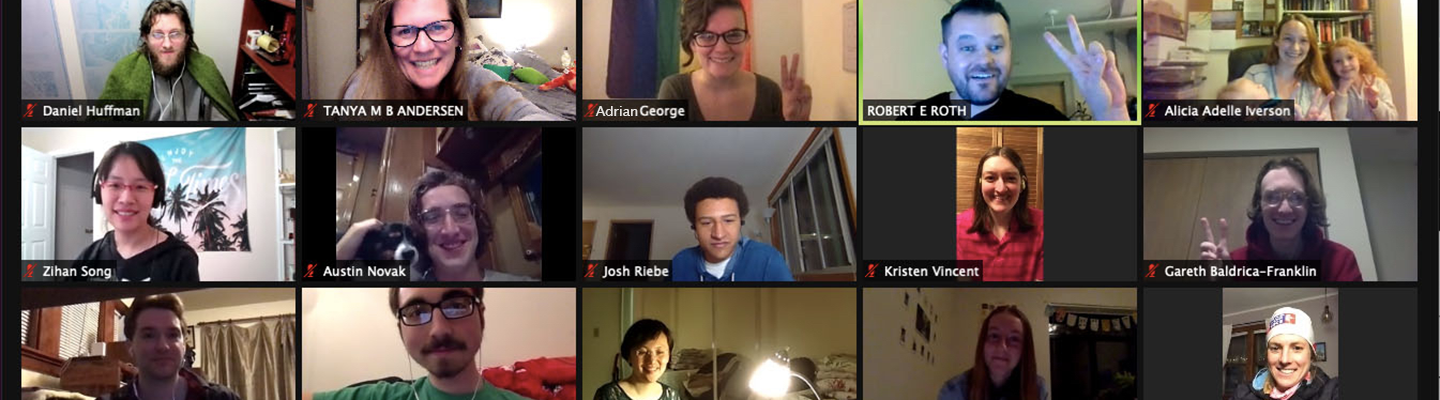 Daniel Huffman
TANYA M B ANDERSEN
Adrian George
ROBERT E ROTH
Alicia Adelle Iverson
Zihan Song
Austin Novak
Josh Riebe
Kristen Vincent
Gareth Baldrica-Franklin
Times